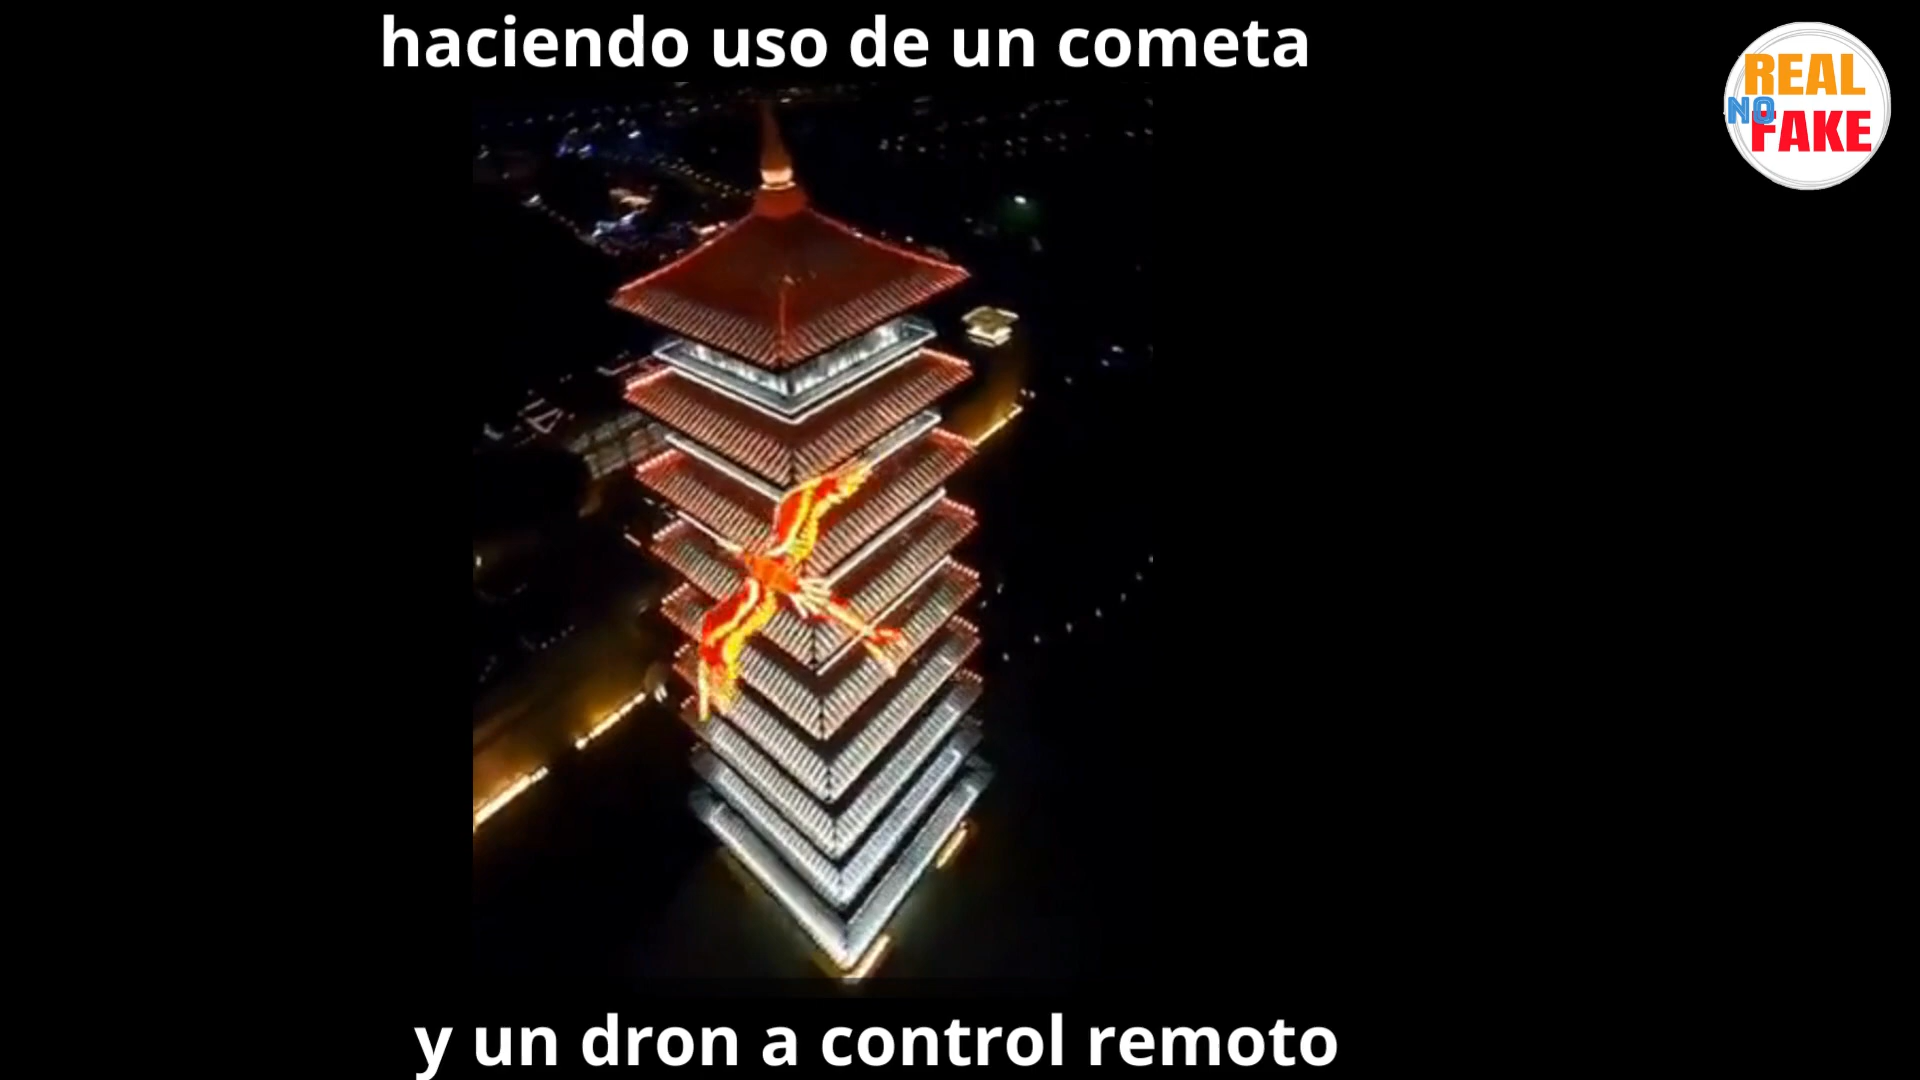 haciendo uso de un cometa
REAL
NO
FAKE
y un dron a control remoto